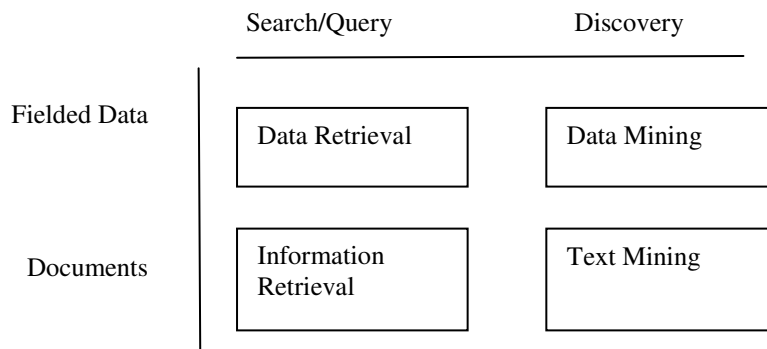 Search/Query Discovery
Fielded Data
Data Retrieval
Data Mining
Documents
Information
Retrieval
Text Mining